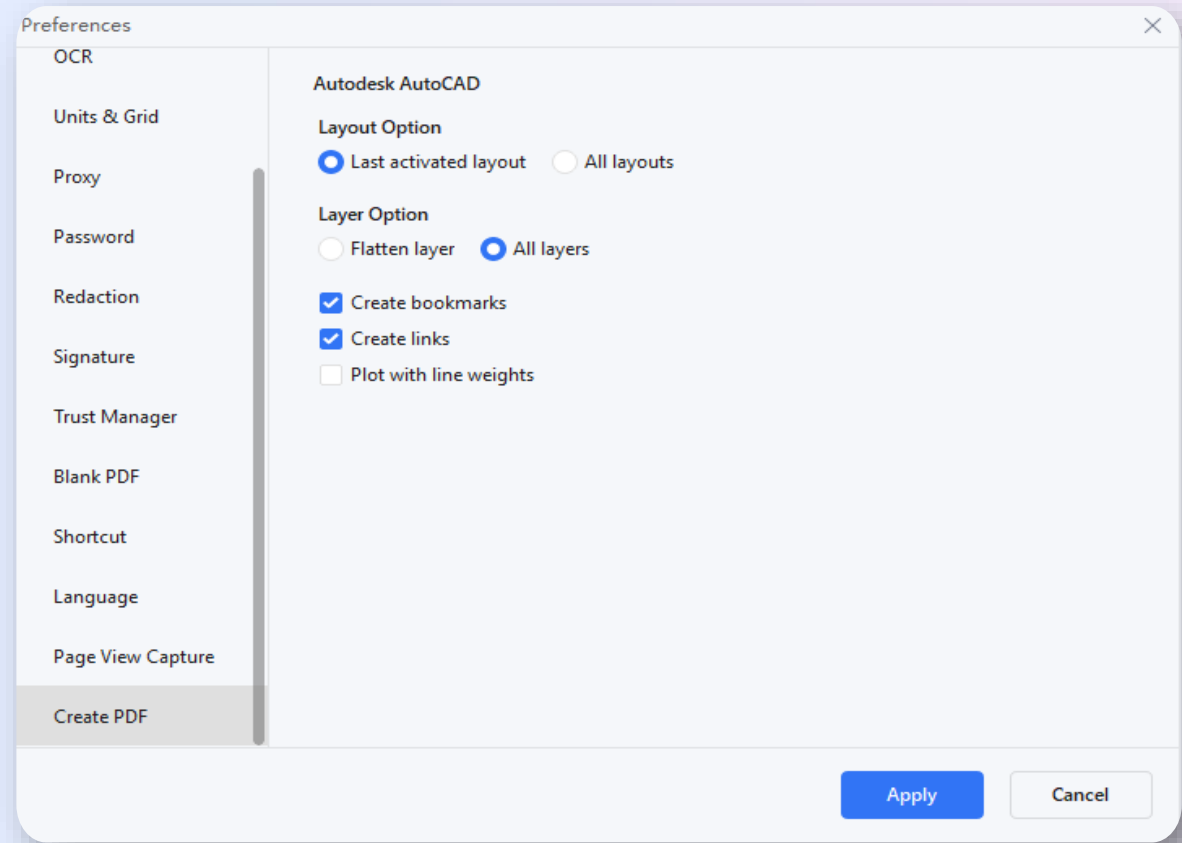 Preferences
OCR
Units & Grid
Proxy
Password
Redaction
Signature
Trust Manager
Blank PDF
Shortcut
Language
Page View Capture
Create PDF
Autodesk AutoCAD
Layout Option
Last activated layout All layouts
Layer Option
Flatten layer All layers
Create bookmarks
Create links
Plot with line weights
Apply Cancel